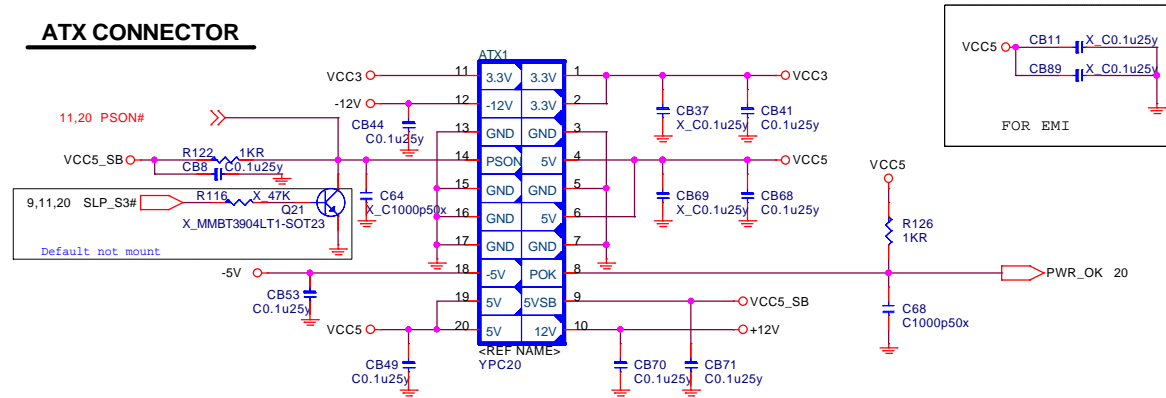 ATX CONNECTOR
ATX1
VCC3 11 3.3V 3.3V 1 VCC3
-12V 12 -12V 3.3V 2
CB44
C0.1u25y
CB37
X_C0.1u25y
CB41
C0.1u25y
11,20 PSON#
13 GND GND 3
VCC5_SB R122 1KR
CB8 C0.1u25y
14 PSON 5V 4 VCC5
C64
X_C1000p50x
15 GND GND 5
CB69
X_C0.1u25y
CB68
C0.1u25y
9,11,20 SLP_S3# R116 X_47K
Q21
X_MMBT3904LT1-SOT23
Default not mount
16 GND 5V 6
17 GND GND 7
-5V 18 -5V POK 8
CB53
C0.1u25y
19 5V 5VSB 9 VCC5_SB
VCC5 20 5V 12V 10 +12V
<REF NAME>
YPC20
CB49
C0.1u25y
CB70
C0.1u25y
CB71
C0.1u25y
VCC5
R126
1KR
PWR_OK 20
C68
C1000p50x
VCC5 CB11 X_C0.1u25y
CB89 X_C0.1u25y
FOR EMI